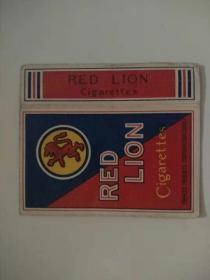 RED LION
Cigarettes
RED
LION
Cigarettes